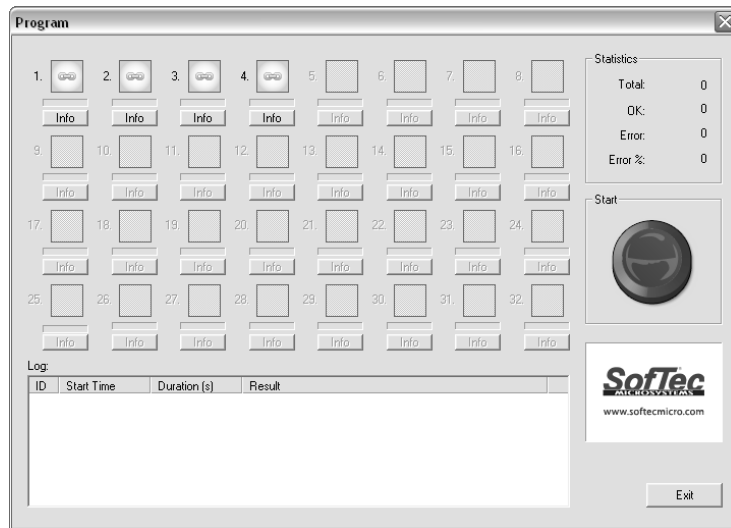 Program
1. 2. 3. 4. 5. 6. 7. 8.
Info Info Info Info Info Info Info Info
9. 10. 11. 12. 13. 14. 15. 16.
Info Info Info Info Info Info Info Info
17. 18. 19. 20. 21. 22. 23. 24.
Info Info Info Info Info Info Info Info
25. 26. 27. 28. 29. 30. 31. 32.
Info Info Info Info Info Info Info Info
Statistics
Total: 0
OK: 0
Error: 0
Error %: 0
Start
Log:
ID Start Time Duration (s) Result
SofTec
MICROSYSTEMS
www.softecmicro.com
Exit